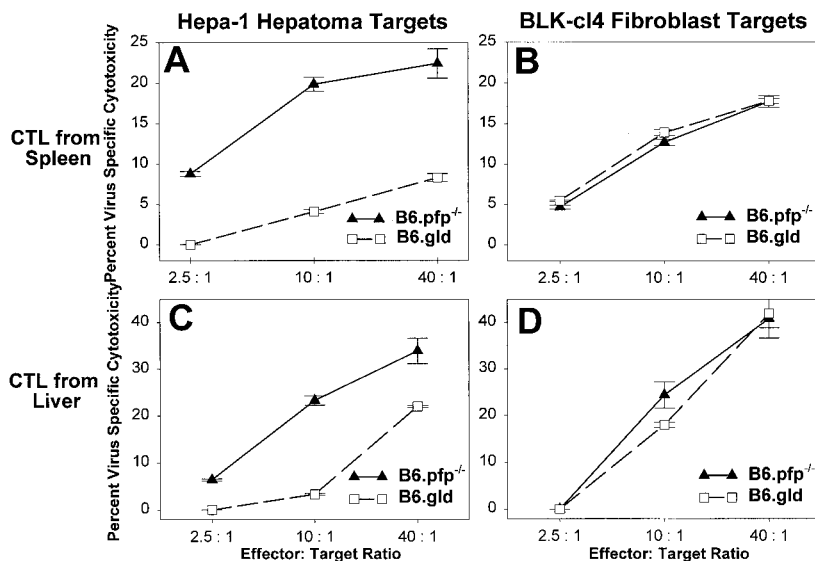 Hepa-1 Hepatoma Targets
BLK-cl4 Fibroblast Targets
CTL from
Spleen
Percent Virus Specific Cytotoxicity
A
25
20
15
10
5
0
B6.pfp-/-
B6.gld
2.5 : 1
10 : 1
40 : 1
B
25
20
15
10
5
0
B6.pfp-/-
B6.gld
2.5 : 1
10 : 1
40 : 1
CTL from
Liver
Percent Virus Specific Cytotoxicity
C
40
30
20
10
0
B6.pfp-/-
B6.gld
2.5 : 1
10 : 1
40 : 1
Effector: Target Ratio
D
40
30
20
10
0
B6.pfp-/-
B6.gld
2.5 : 1
10 : 1
40 : 1
Effector: Target Ratio